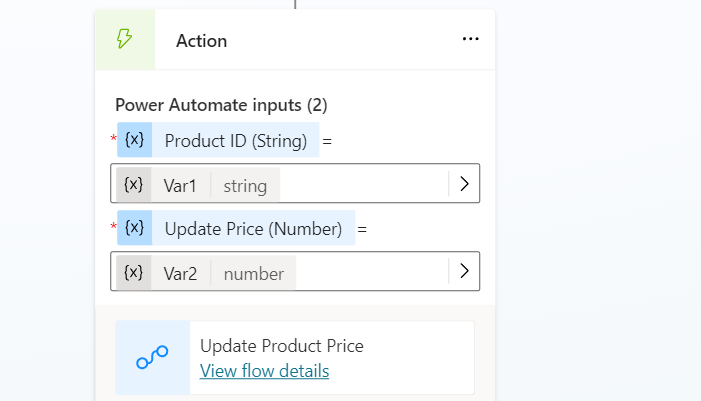 Action
Power Automate inputs (2)
* {x} Product ID (String) =
{x} Var1 string
* {x} Update Price (Number) =
{x} Var2 number
Update Product Price
View flow details